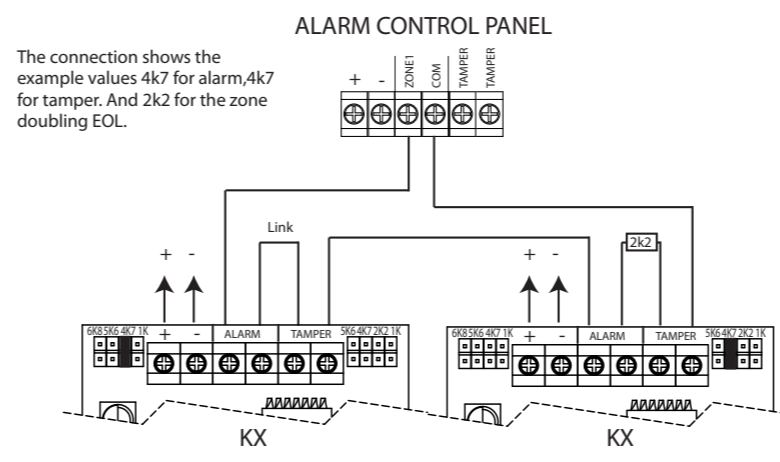 ALARM CONTROL PANEL
The connection shows the
example values 4k7 for alarm,4k7
for tamper. And 2k2 for the zone
doubling EOL.
+ - ZONE1 COM TAMPER TAMPER
Link
2k2
+ - + -
6K8 5K6 4K7 1K + - ALARM TAMPER 5K6 4K7 2K2 1K
6K8 5K6 4K7 1K + - ALARM TAMPER 5K6 4K7 2K2 1K
KX KX